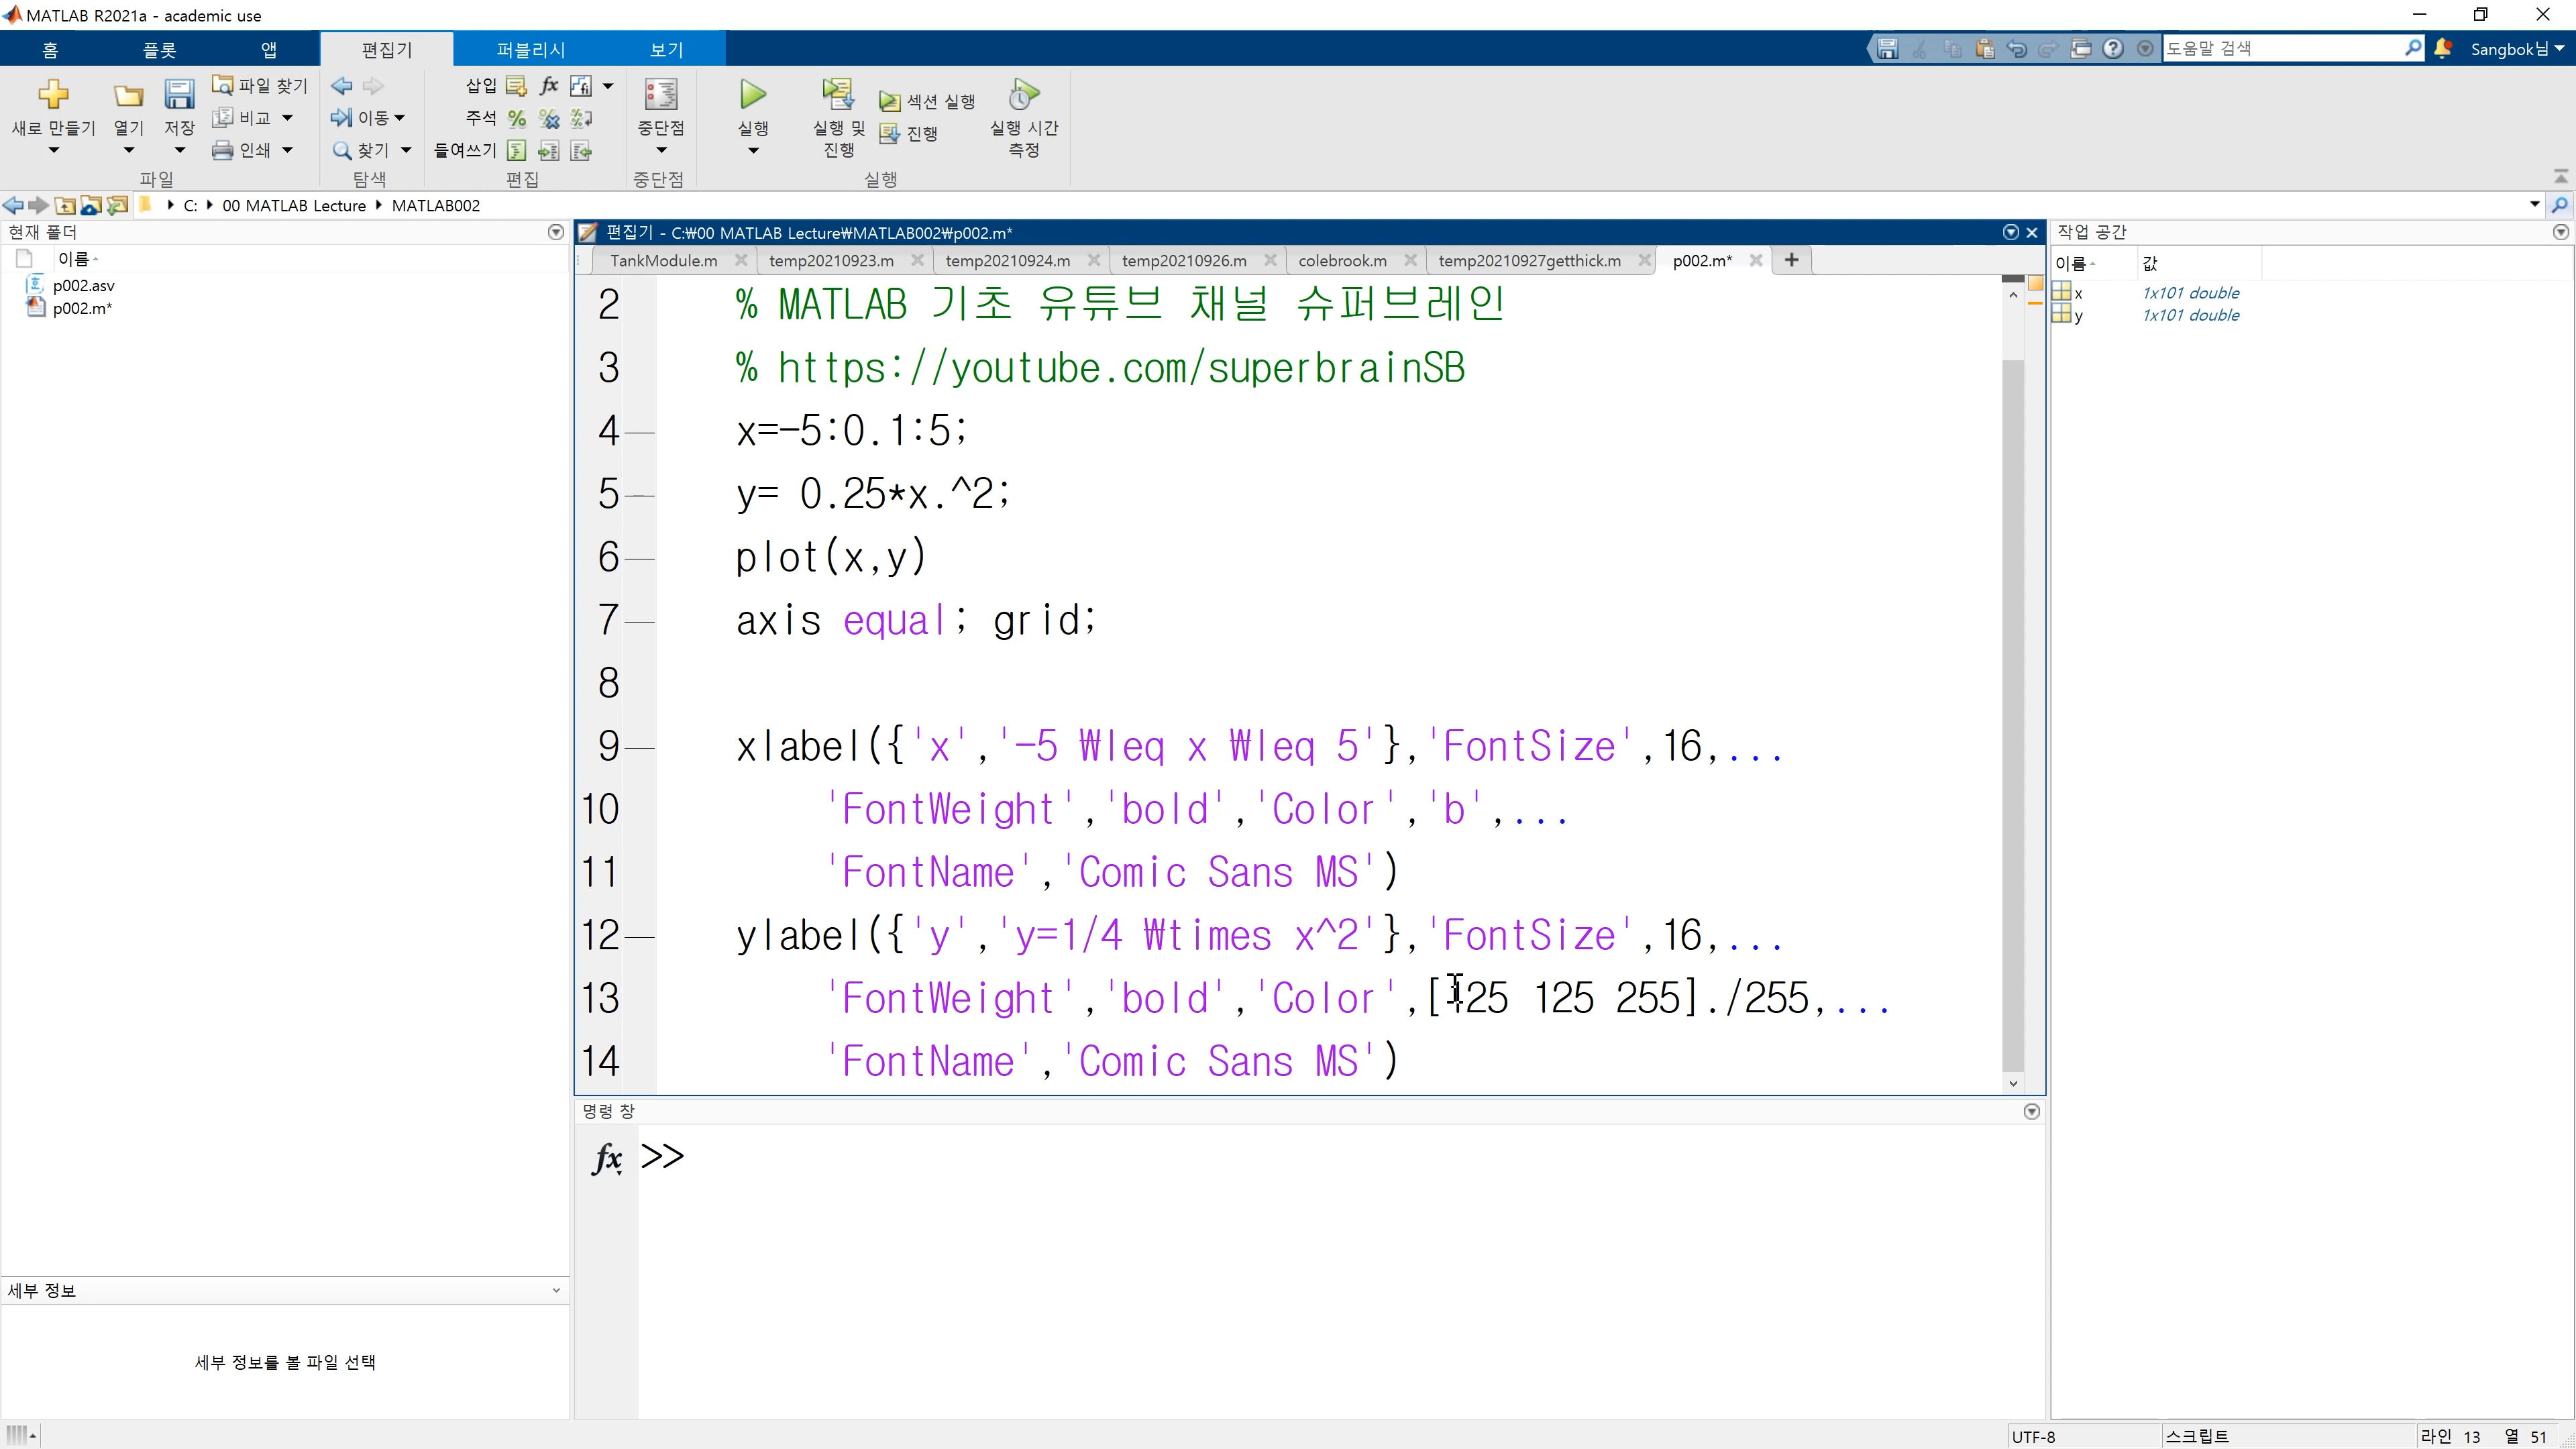 MATLAB R2021a - academic use
홈 플롯 앱 편집기 퍼블리시 보기
도움말 검색
Sangbok님
새로 만들기 열기 저장
파일 찾기
비교
인쇄
파일
이동
찾기
탐색
삽입
주석
들여쓰기
편집
중단점
중단점
실행
실행 및 진행
섹션 실행
진행
실행 시간 측정
실행
C: 00 MATLAB Lecture MATLAB002
현재 폴더
이름
p002.asv
p002.m*
세부 정보
세부 정보를 볼 파일 선택
편집기 - C:₩00 MATLAB Lecture₩MATLAB002₩p002.m*
TankModule.m temp20210923.m temp20210924.m temp20210926.m colebrook.m temp20210927getthick.m p002.m*
2 % MATLAB 기초 유튜브 채널 슈퍼브레인
3 % https://youtube.com/superbrainSB
4 x=-5:0.1:5;
5 y= 0.25*x.^2;
6 plot(x,y)
7 axis equal; grid;
8
9 xlabel({'x','-5 ₩leq x ₩leq 5'},'FontSize',16,...
10 'FontWeight','bold','Color','b',...
11 'FontName','Comic Sans MS')
12 ylabel({'y','y=1/4 ₩times x^2'},'FontSize',16,...
13 'FontWeight','bold','Color',[125 125 255]./255,...
14 'FontName','Comic Sans MS')
명령 창
fx >>
작업 공간
이름 값
x 1x101 double
y 1x101 double
UTF-8 스크립트 라인 13 열 51